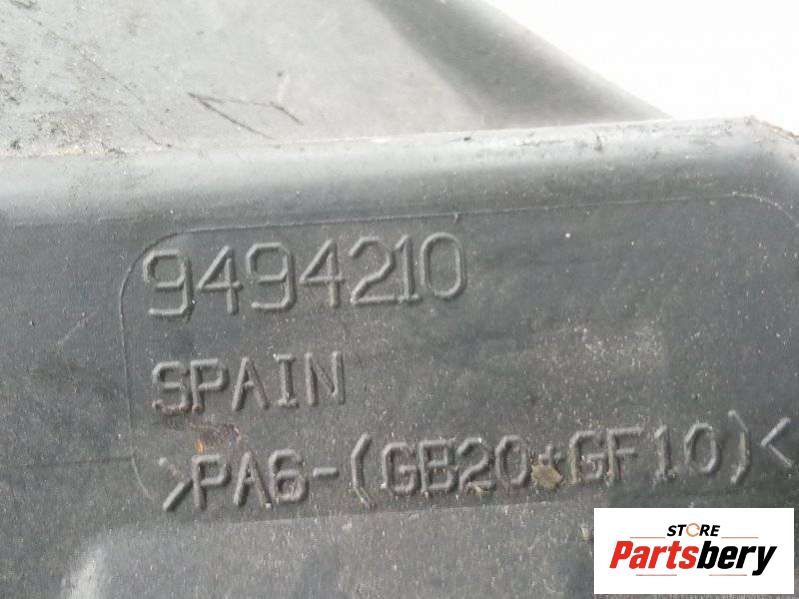 9494210
SPAIN
>PA6-(GB20+GF10)<
STORE
Partsbery